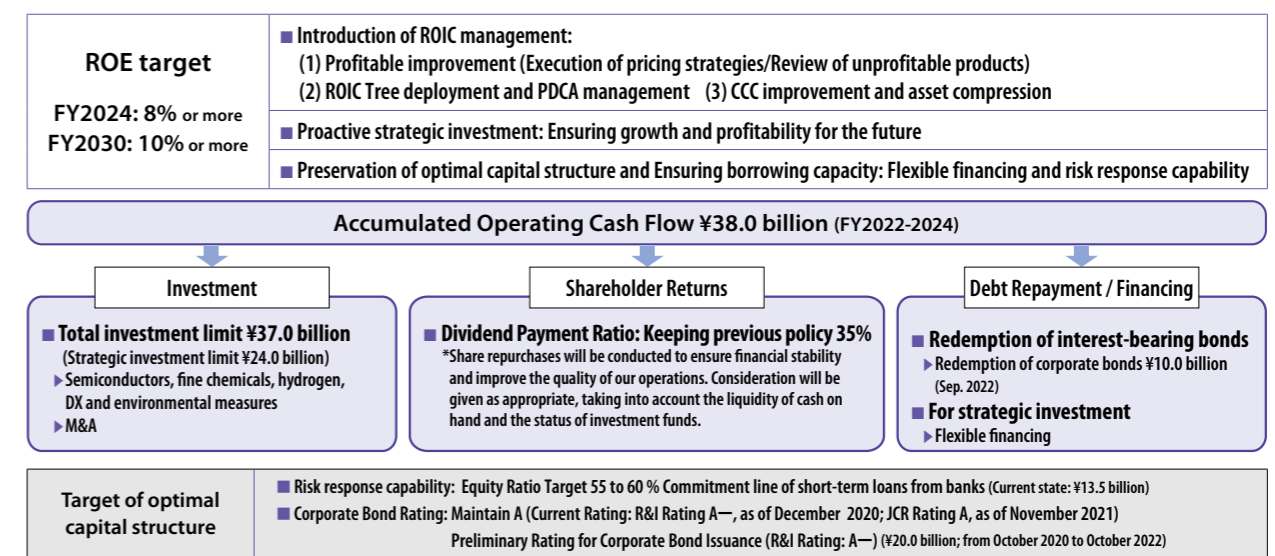 ROE target
FY2024: 8% or more
FY2030: 10% or more
■ Introduction of ROIC management:
(1) Profitable improvement (Execution of pricing strategies/Review of unprofitable products)
(2) ROIC Tree deployment and PDCA management (3) CCC improvement and asset compression
■ Proactive strategic investment: Ensuring growth and profitability for the future
■ Preservation of optimal capital structure and Ensuring borrowing capacity: Flexible financing and risk response capability
Accumulated Operating Cash Flow ¥38.0 billion (FY2022-2024)
Investment
■ Total investment limit ¥37.0 billion
(Strategic investment limit ¥24.0 billion)
▶Semiconductors, fine chemicals, hydrogen,
DX and environmental measures
▶M&A
Shareholder Returns
■ Dividend Payment Ratio: Keeping previous policy 35%
*Share repurchases will be conducted to ensure financial stability
and improve the quality of our operations. Consideration will be
given as appropriate, taking into account the liquidity of cash on
hand and the status of investment funds.
Debt Repayment / Financing
■ Redemption of interest-bearing bonds
▶Redemption of corporate bonds ¥10.0 billion
(Sep. 2022)
■ For strategic investment
▶Flexible financing
Target of optimal
capital structure
■ Risk response capability: Equity Ratio Target 55 to 60 % Commitment line of short-term loans from banks (Current state: ¥13.5 billion)
■ Corporate Bond Rating: Maintain A (Current Rating: R&I Rating A—, as of December 2020; JCR Rating A, as of November 2021)
Preliminary Rating for Corporate Bond Issuance (R&I Rating: A—) (¥20.0 billion; from October 2020 to October 2022)